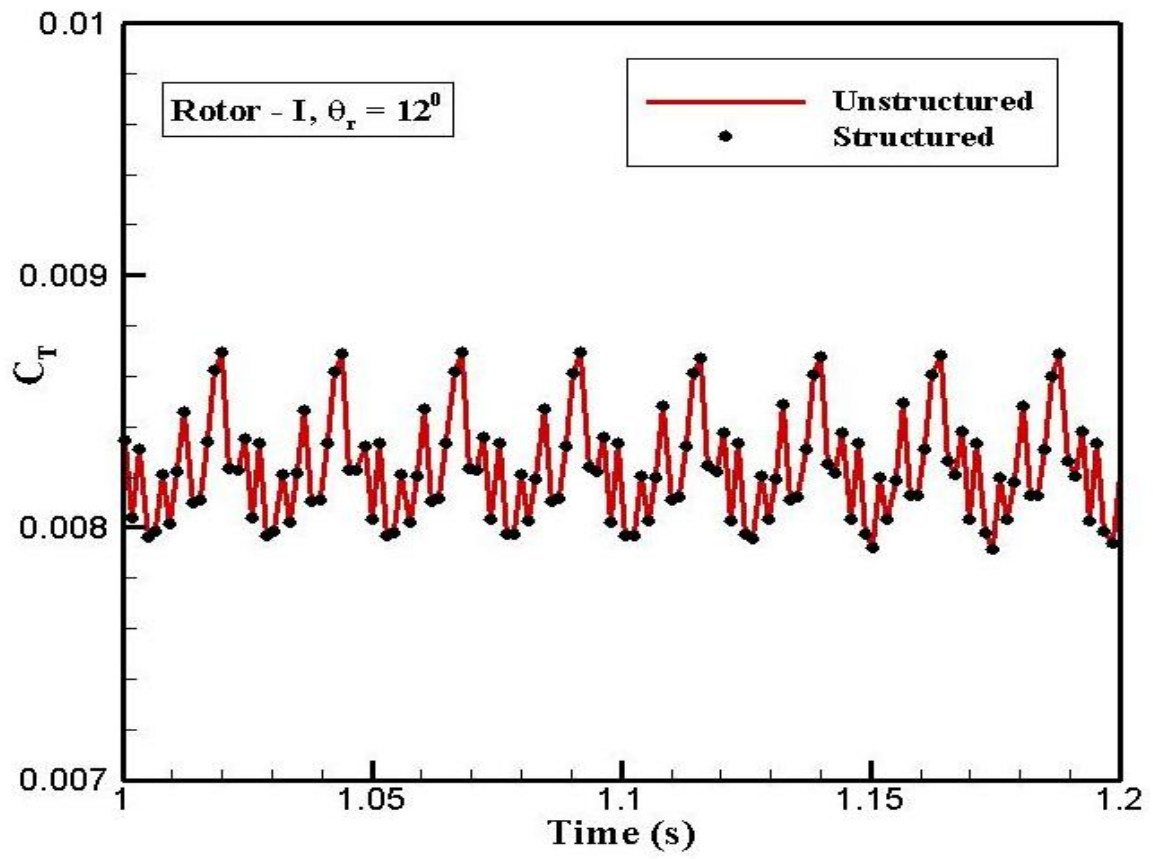 0.01
Rotor - I, θr = 12⁰
Unstructured
Structured
0.009
CT
0.008
0.007
1
1.05
1.1
1.15
1.2
Time (s)